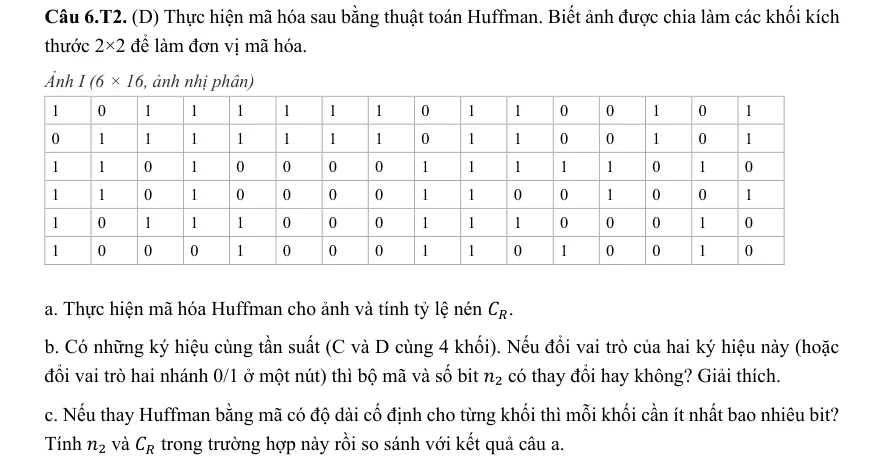 Câu 6.T2. (D) Thực hiện mã hóa sau bằng thuật toán Huffman. Biết ảnh được chia làm các khối kích
thước 2×2 để làm đơn vị mã hóa.
Ảnh I (6 × 16, ảnh nhị phân)
1 0 1 1 1 1 1 1 0 1 1 0 0 1 0 1
0 1 1 1 1 1 1 1 0 1 1 0 0 1 0 1
1 1 0 1 0 0 0 0 1 1 1 1 1 0 1 0
1 1 0 1 0 0 0 0 1 1 0 0 1 0 0 1
1 0 1 1 1 0 0 0 1 1 1 0 0 0 1 0
1 0 0 0 1 0 0 0 1 1 0 1 0 0 1 0
a. Thực hiện mã hóa Huffman cho ảnh và tính tỷ lệ nén C_R.
b. Có những ký hiệu cùng tần suất (C và D cùng 4 khối). Nếu đổi vai trò của hai ký hiệu này (hoặc
đổi vai trò hai nhánh 0/1 ở một nút) thì bộ mã và số bit n₂ có thay đổi hay không? Giải thích.
c. Nếu thay Huffman bằng mã có độ dài cố định cho từng khối thì mỗi khối cần ít nhất bao nhiêu bit?
Tính n₂ và C_R trong trường hợp này rồi so sánh với kết quả câu a.